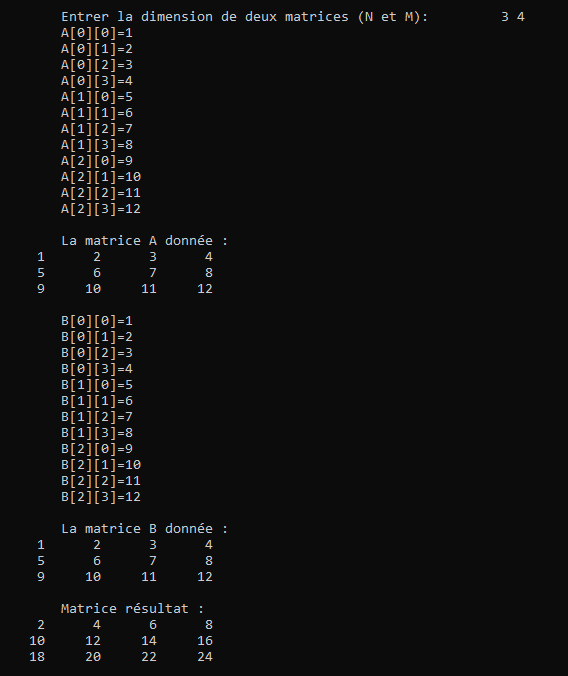 Entrer la dimension de deux matrices (N et M): 3 4
A[0][0]=1
A[0][1]=2
A[0][2]=3
A[0][3]=4
A[1][0]=5
A[1][1]=6
A[1][2]=7
A[1][3]=8
A[2][0]=9
A[2][1]=10
A[2][2]=11
A[2][3]=12
La matrice A donnée :
1 2 3 4
5 6 7 8
9 10 11 12
B[0][0]=1
B[0][1]=2
B[0][2]=3
B[0][3]=4
B[1][0]=5
B[1][1]=6
B[1][2]=7
B[1][3]=8
B[2][0]=9
B[2][1]=10
B[2][2]=11
B[2][3]=12
La matrice B donnée :
1 2 3 4
5 6 7 8
9 10 11 12
Matrice résultat :
2 4 6 8
10 12 14 16
18 20 22 24